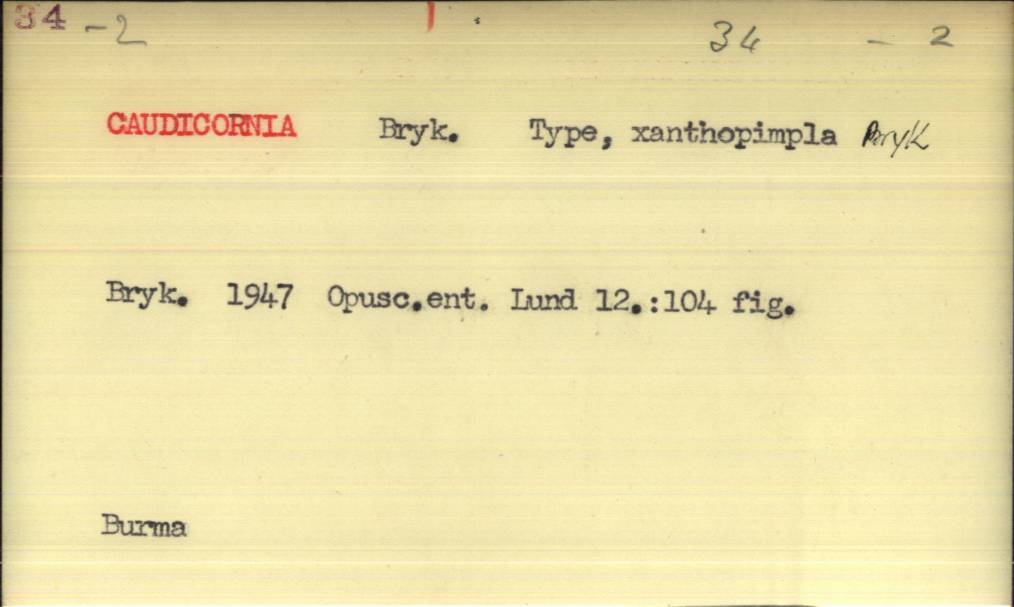 34 -2 34 - 2
CAUDICORNIA Bryk. Type, xanthopimpla Bryk
Bryk. 1947 Opusc.ent. Lund 12.:104 fig.
Burma